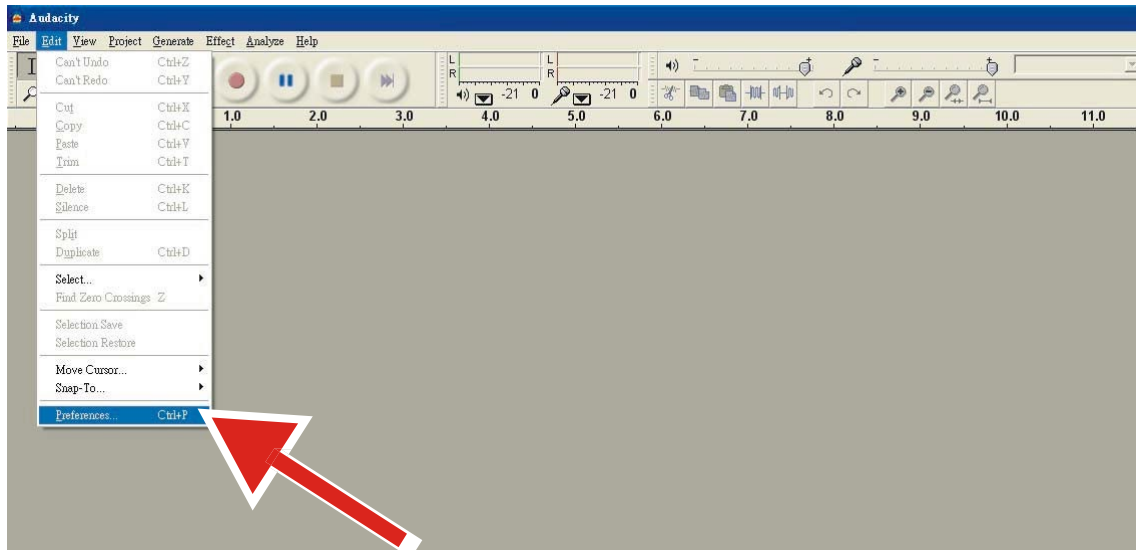 Audacity
File Edit View Project Generate Effect Analyze Help
Can't Undo Ctrl+Z
Can't Redo Ctrl+Y
Cut Ctrl+X
Copy Ctrl+C
Paste Ctrl+V
Trim Ctrl+T
Delete Ctrl+K
Silence Ctrl+L
Split
Duplicate Ctrl+D
Select...
Find Zero Crossings Z
Selection Save
Selection Restore
Move Cursor...
Snap-To...
Preferences... Ctrl+P
L
R
-21 0
L
R
-21 0
1.0 2.0 3.0 4.0 5.0 6.0 7.0 8.0 9.0 10.0 11.0